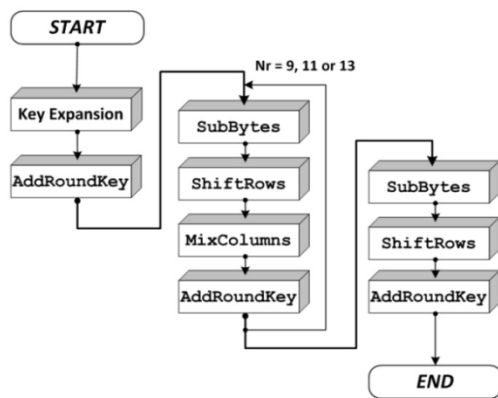 START
Key Expansion
AddRoundKey
Nr = 9, 11 or 13
SubBytes
ShiftRows
MixColumns
AddRoundKey
SubBytes
ShiftRows
AddRoundKey
END